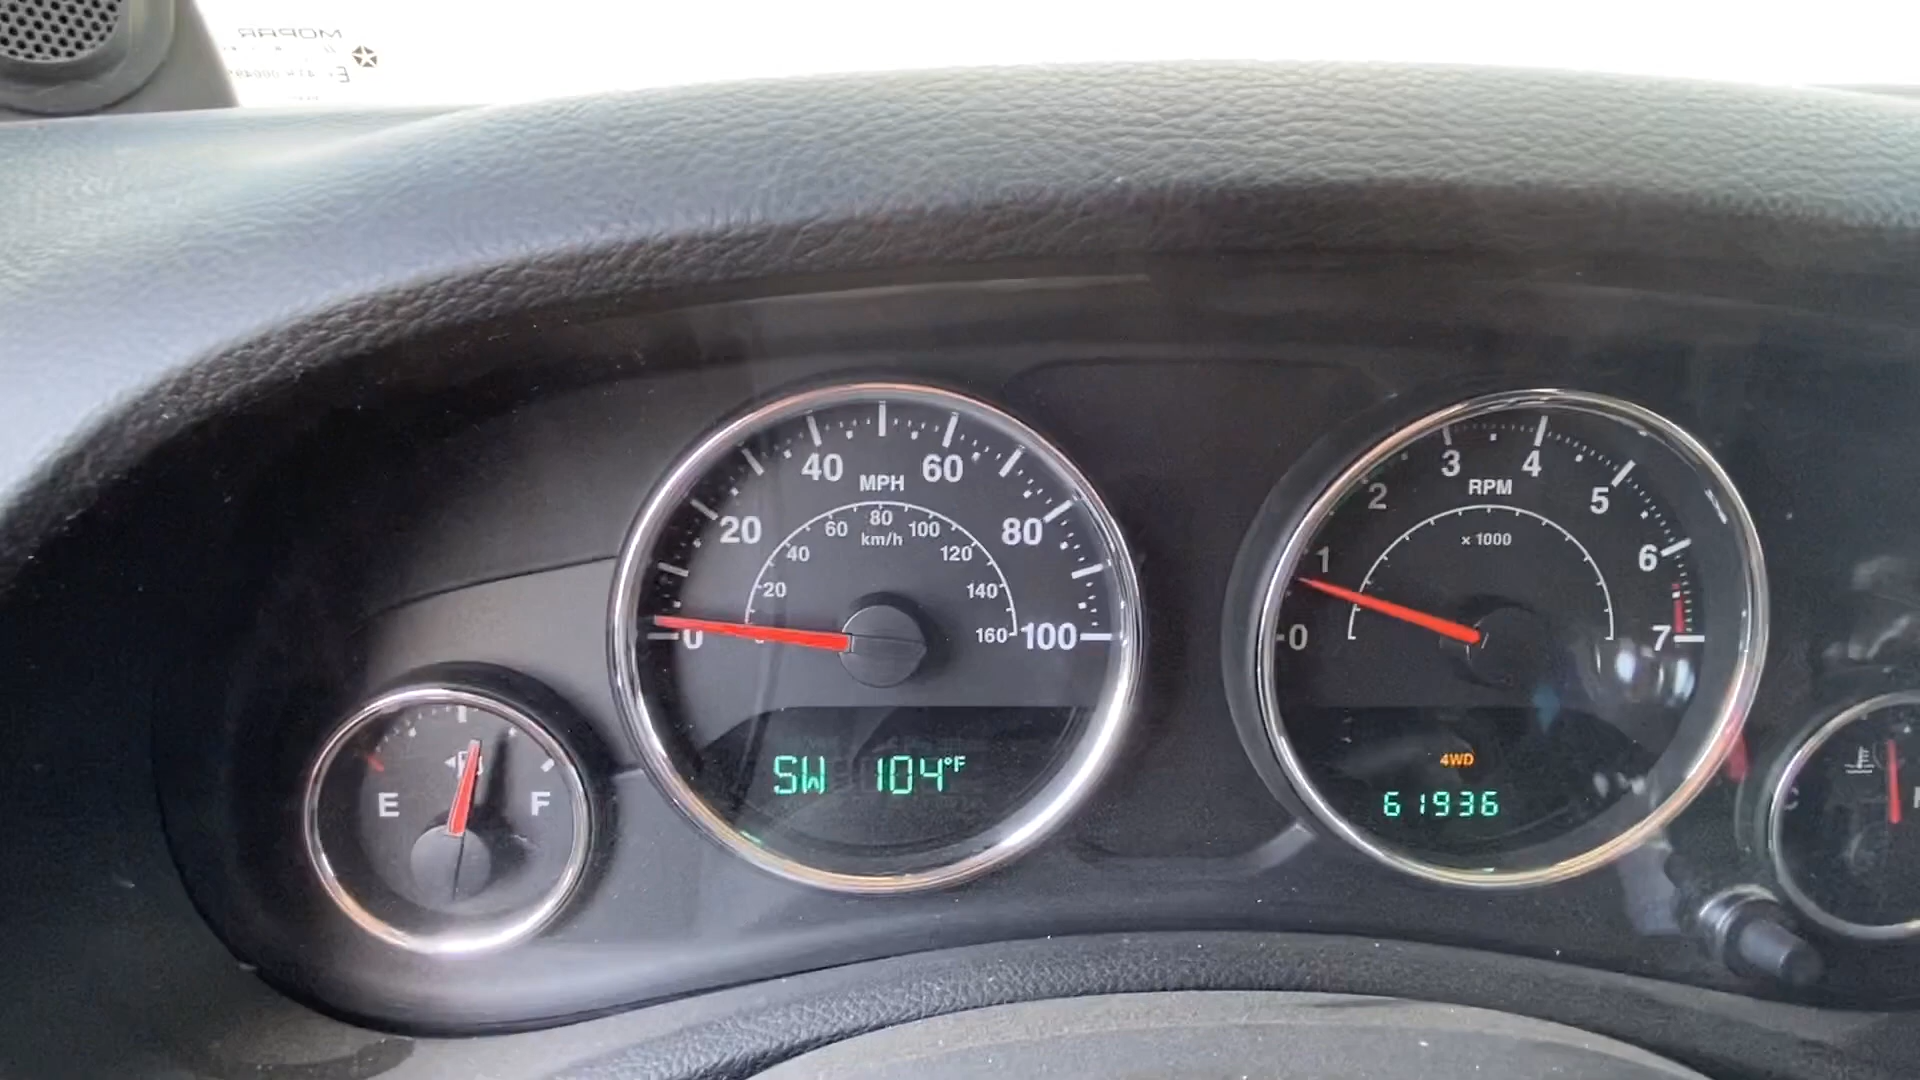 MOPAR
40 MPH 60
20 80
0 100
20 40 60 80 100 120 140 160
km/h
SW 104°F
E F
0 1 2 3 4 5 6 7
RPM
x 1000
4WD
61936
C